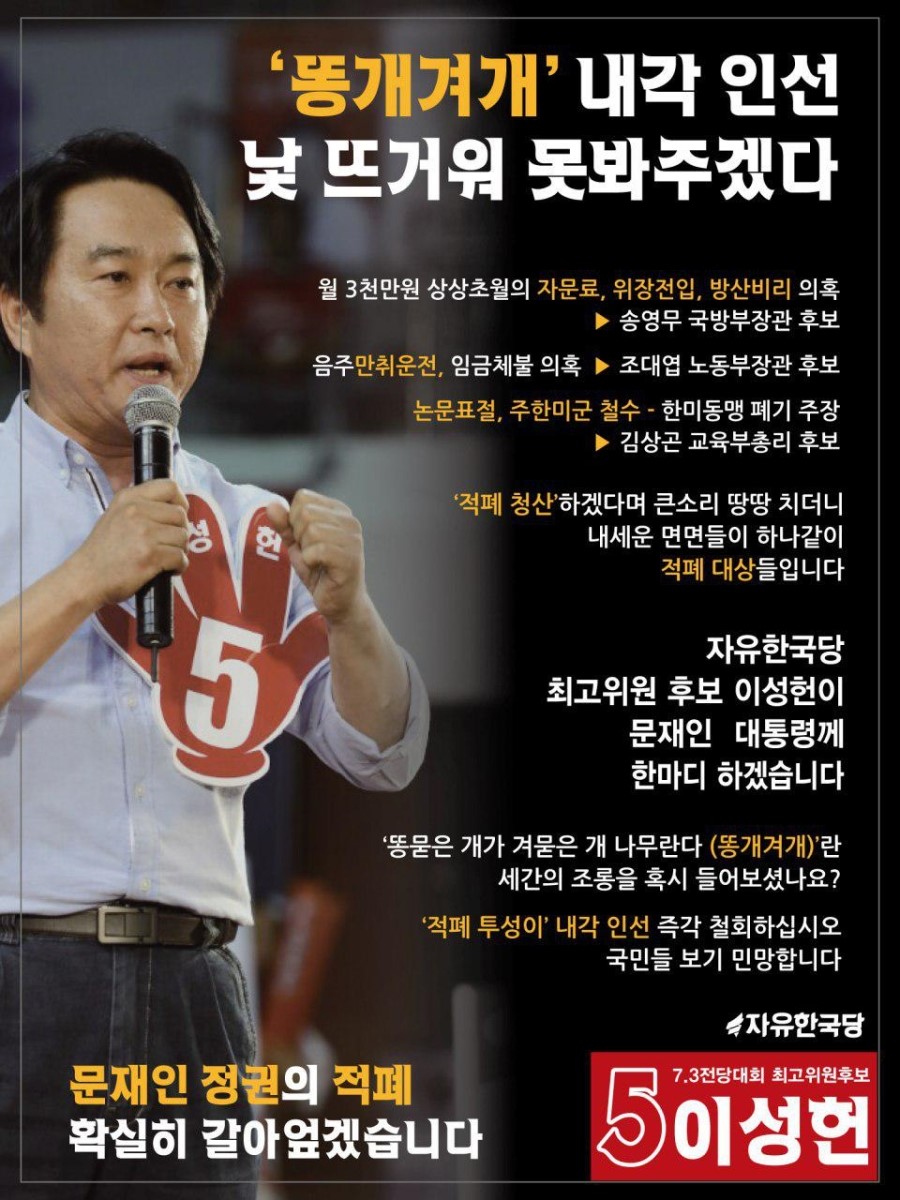 ‘똥개겨개’ 내각 인선
낯 뜨거워 못봐주겠다
월 3천만원 상상초월의 자문료, 위장전입, 방산비리 의혹
▶ 송영무 국방부장관 후보
음주만취운전, 임금체불 의혹 ▶ 조대엽 노동부장관 후보
논문표절, 주한미군 철수 - 한미동맹 폐기 주장
▶ 김상곤 교육부총리 후보
‘적폐 청산’하겠다며 큰소리 땅땅 치더니
내세운 면면들이 하나같이
적폐 대상들입니다
성 헌
5
자유한국당
최고위원 후보 이성헌이
문재인 대통령께
한마디 하겠습니다
‘똥묻은 개가 겨묻은 개 나무란다 (똥개겨개)’란
세간의 조롱을 혹시 들어보셨나요?
‘적폐 투성이’ 내각 인선 즉각 철회하십시오
국민들 보기 민망합니다
자유한국당
문재인 정권의 적폐
확실히 갈아엎겠습니다
7.3전당대회 최고위원후보
5이성헌